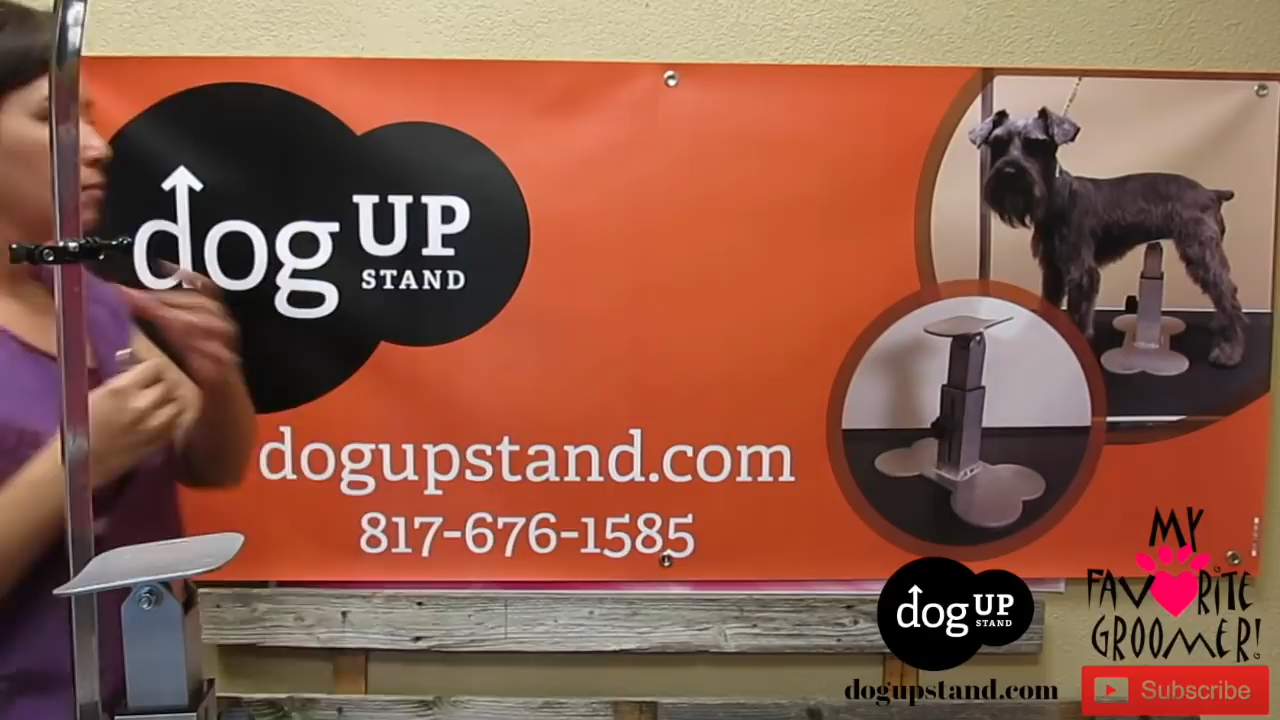 dog UP
STAND
dogupstand.com
817-676-1585
MY
FAVORITE
GROOMER!
dog UP
STAND
dogupstand.com
Subscribe